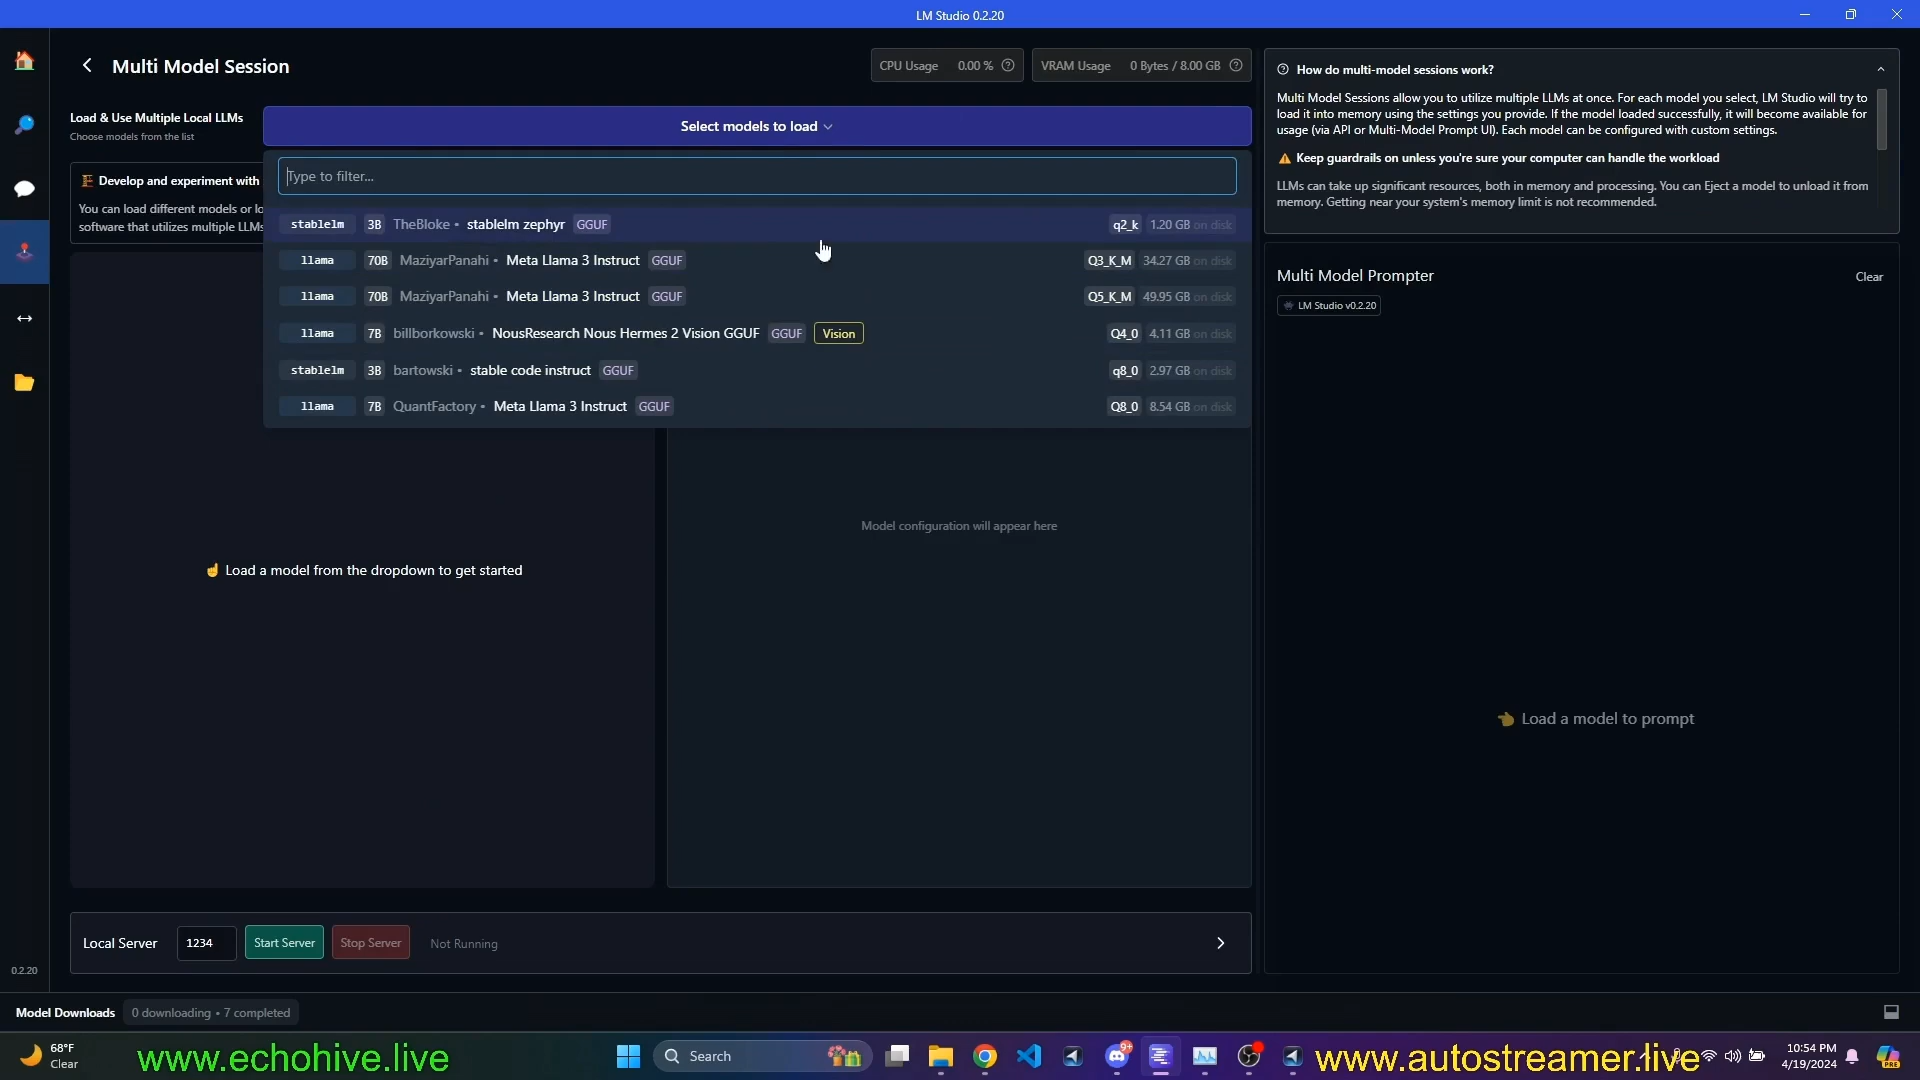 LM Studio 0.2.20
Multi Model Session
CPU Usage 0.00 %
VRAM Usage 0 Bytes / 8.00 GB
Load & Use Multiple Local LLMs
Choose models from the list
Select models to load
Type to filter...
Develop and experiment with
You can load different models or lo
software that utilizes multiple LLMs
stablelm 3B TheBloke • stablelm zephyr GGUF q2_k 1.20 GB on disk
llama 70B MaziyarPanahi • Meta Llama 3 Instruct GGUF Q3_K_M 34.27 GB on disk
llama 70B MaziyarPanahi • Meta Llama 3 Instruct GGUF Q5_K_M 49.95 GB on disk
llama 7B billborkowski • NousResearch Nous Hermes 2 Vision GGUF GGUF Vision Q4_0 4.11 GB on disk
stablelm 3B bartowski • stable code instruct GGUF q8_0 2.97 GB on disk
llama 7B QuantFactory • Meta Llama 3 Instruct GGUF Q8_0 8.54 GB on disk
Load a model from the dropdown to get started
Model configuration will appear here
How do multi-model sessions work?
Multi Model Sessions allow you to utilize multiple LLMs at once. For each model you select, LM Studio will try to
load it into memory using the settings you provide. If the model loaded successfully, it will become available for
usage (via API or Multi-Model Prompt UI). Each model can be configured with custom settings.
Keep guardrails on unless you're sure your computer can handle the workload
LLMs can take up significant resources, both in memory and processing. You can Eject a model to unload it from
memory. Getting near your system's memory limit is not recommended.
Multi Model Prompter
Clear
LM Studio v0.2.20
Load a model to prompt
Local Server 1234 Start Server Stop Server Not Running
0.2.20
Model Downloads 0 downloading • 7 completed
68°F
Clear
www.echohive.live
Search
9+
www.autostreamer.live
10:54 PM
4/19/2024
PRE